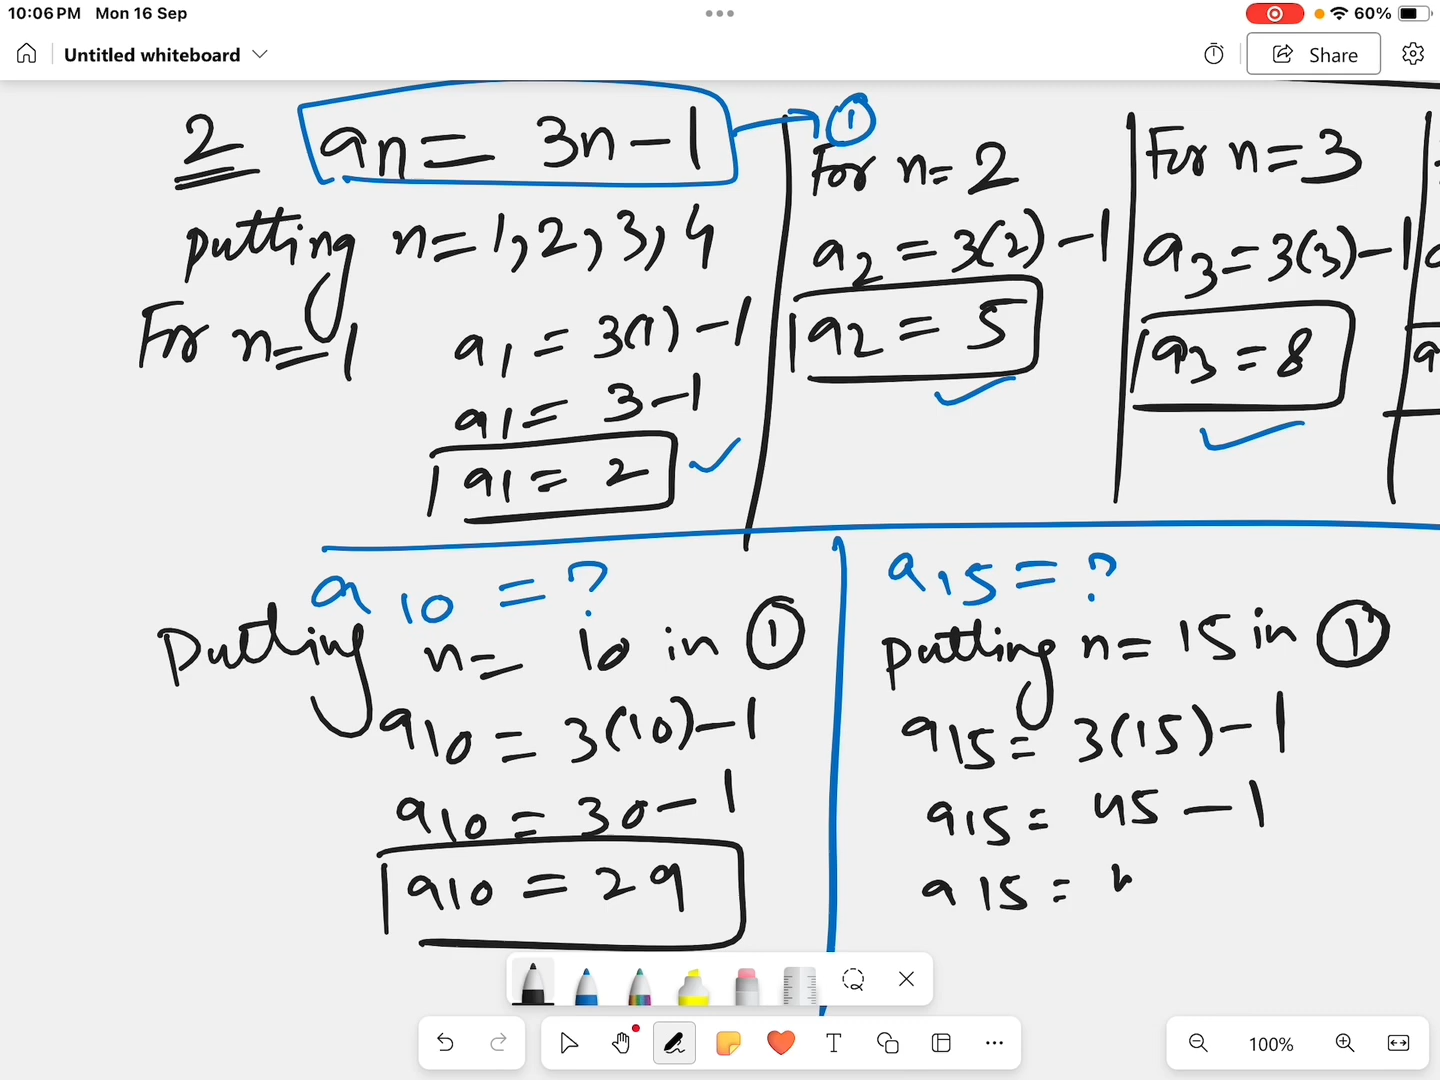 10:06 PM Mon 16 Sep
60%
Untitled whiteboard
Share
2 an = 3n-1 → ①
putting n=1,2,3,4
For n=1
a1 = 3(1)-1
a1 = 3-1
a1 = 2
For n=2
a2 = 3(2)-1
a2 = 5
For n=3
a3 = 3(3)-1
a3 = 8
a10 = ?
Putting n= 10 in ①
a10 = 3(10)-1
a10 = 30-1
a10 = 29
a15 = ?
putting n= 15 in ①
a15 = 3(15)-1
a15 = 45-1
a15 =
100%